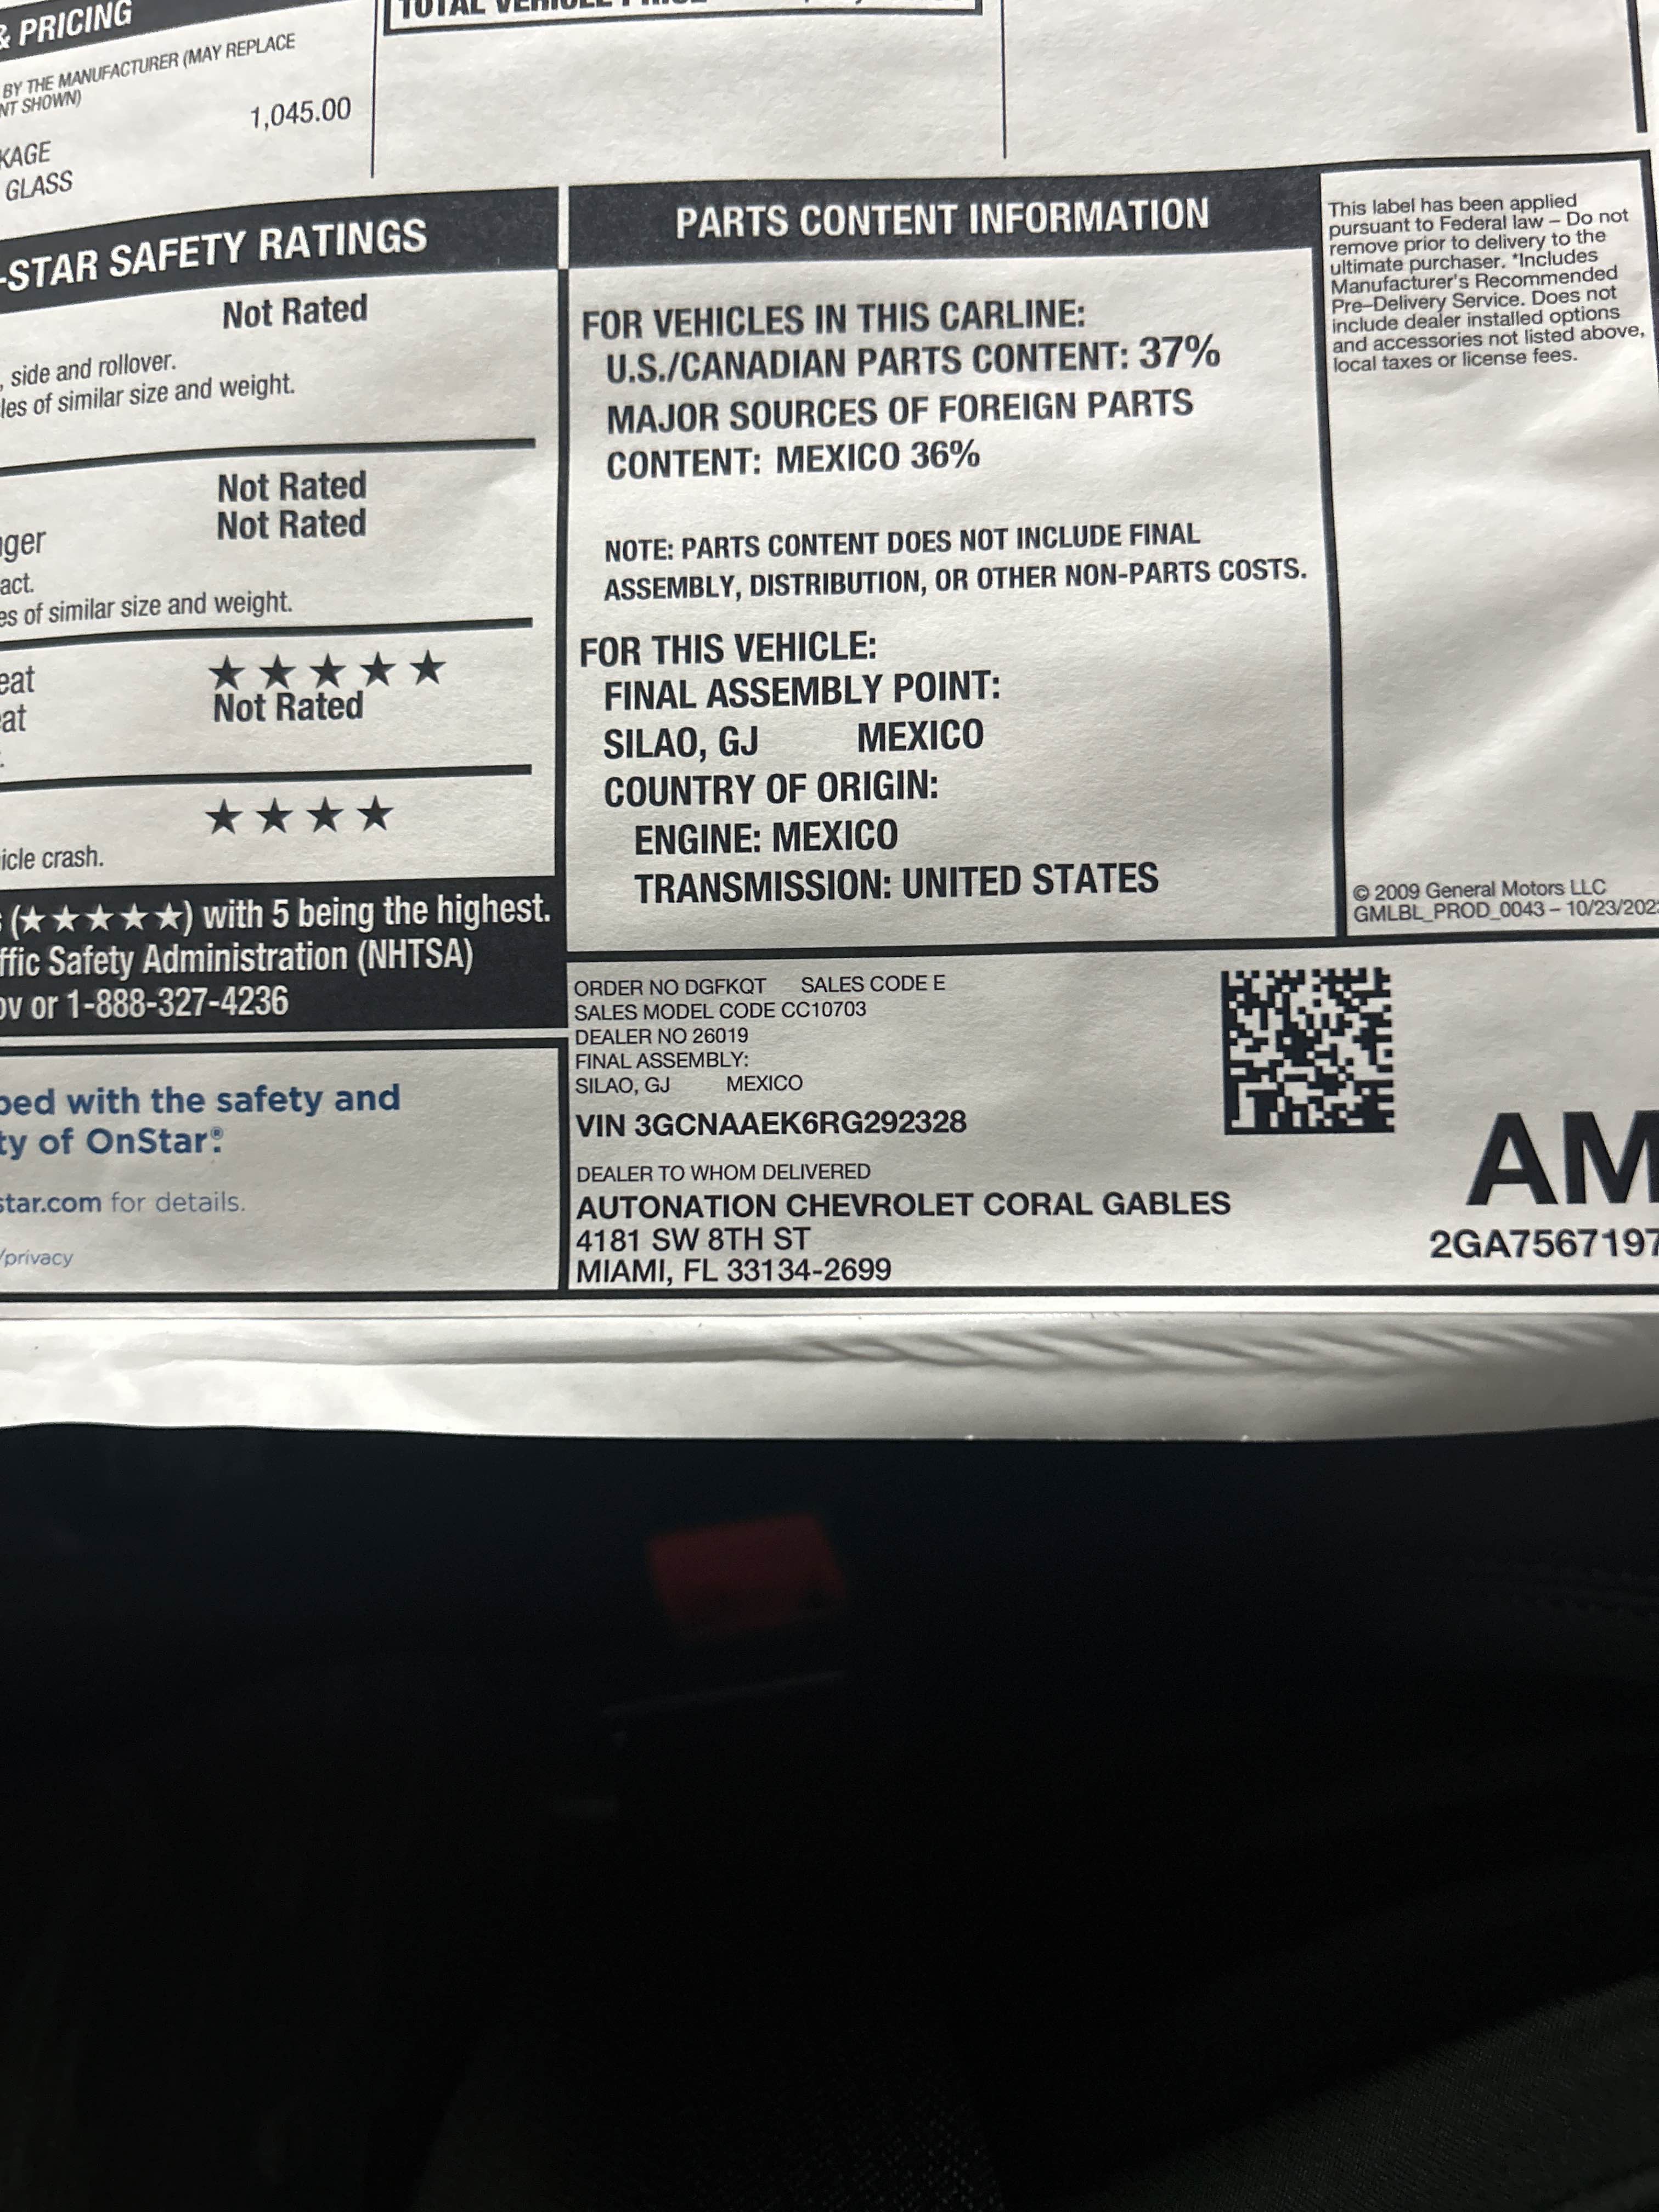 & PRICING
BY THE MANUFACTURER (MAY REPLACE
NT SHOWN)
1,045.00
KAGE
GLASS
-STAR SAFETY RATINGS
Not Rated
, side and rollover.
les of similar size and weight.
Not Rated
Not Rated
ger
act.
es of similar size and weight.
eat ★★★★★
at Not Rated
★★★★
icle crash.
(★★★★★) with 5 being the highest.
ffic Safety Administration (NHTSA)
ov or 1-888-327-4236
ped with the safety and
ty of OnStar®.
star.com for details.
/privacy
PARTS CONTENT INFORMATION
FOR VEHICLES IN THIS CARLINE:
U.S./CANADIAN PARTS CONTENT: 37%
MAJOR SOURCES OF FOREIGN PARTS
CONTENT: MEXICO 36%
NOTE: PARTS CONTENT DOES NOT INCLUDE FINAL
ASSEMBLY, DISTRIBUTION, OR OTHER NON-PARTS COSTS.
FOR THIS VEHICLE:
FINAL ASSEMBLY POINT:
SILAO, GJ MEXICO
COUNTRY OF ORIGIN:
ENGINE: MEXICO
TRANSMISSION: UNITED STATES
This label has been applied
pursuant to Federal law – Do not
remove prior to delivery to the
ultimate purchaser. *Includes
Manufacturer's Recommended
Pre–Delivery Service. Does not
include dealer installed options
and accessories not listed above,
local taxes or license fees.
© 2009 General Motors LLC
GMLBL_PROD_0043 – 10/23/202
ORDER NO DGFKQT SALES CODE E
SALES MODEL CODE CC10703
DEALER NO 26019
FINAL ASSEMBLY:
SILAO, GJ MEXICO
VIN 3GCNAAEK6RG292328
DEALER TO WHOM DELIVERED
AUTONATION CHEVROLET CORAL GABLES
4181 SW 8TH ST
MIAMI, FL 33134-2699
AM
2GA7567197